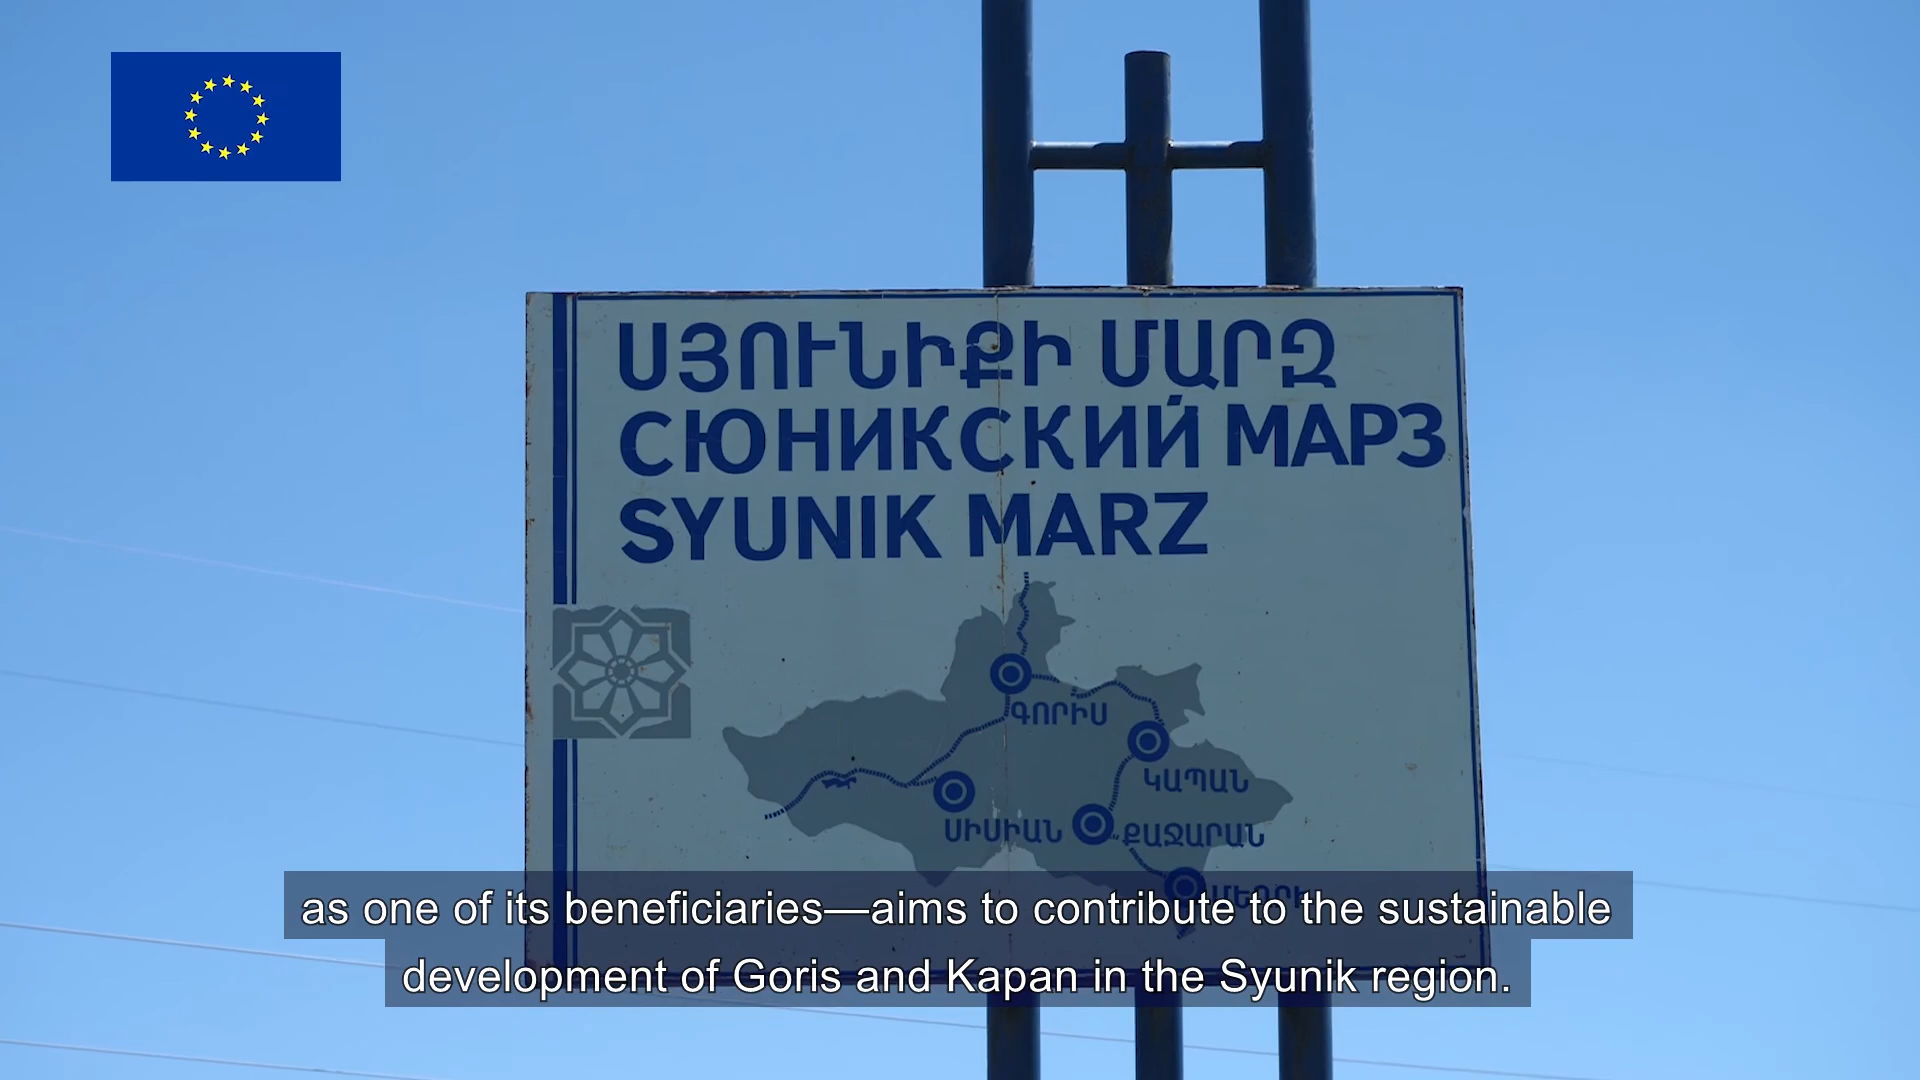 ՍՅՈՒՆԻՔԻ ՄԱՐԶ
СЮНИКСКИЙ МАРЗ
SYUNIK MARZ
ԳՈՐԻՍ
ԿԱՊԱՆ
ՍԻՍԻԱՆ
ՔԱՋԱՐԱՆ
ՄԵՂՐԻ
as one of its beneficiaries—aims to contribute to the sustainable
development of Goris and Kapan in the Syunik region.